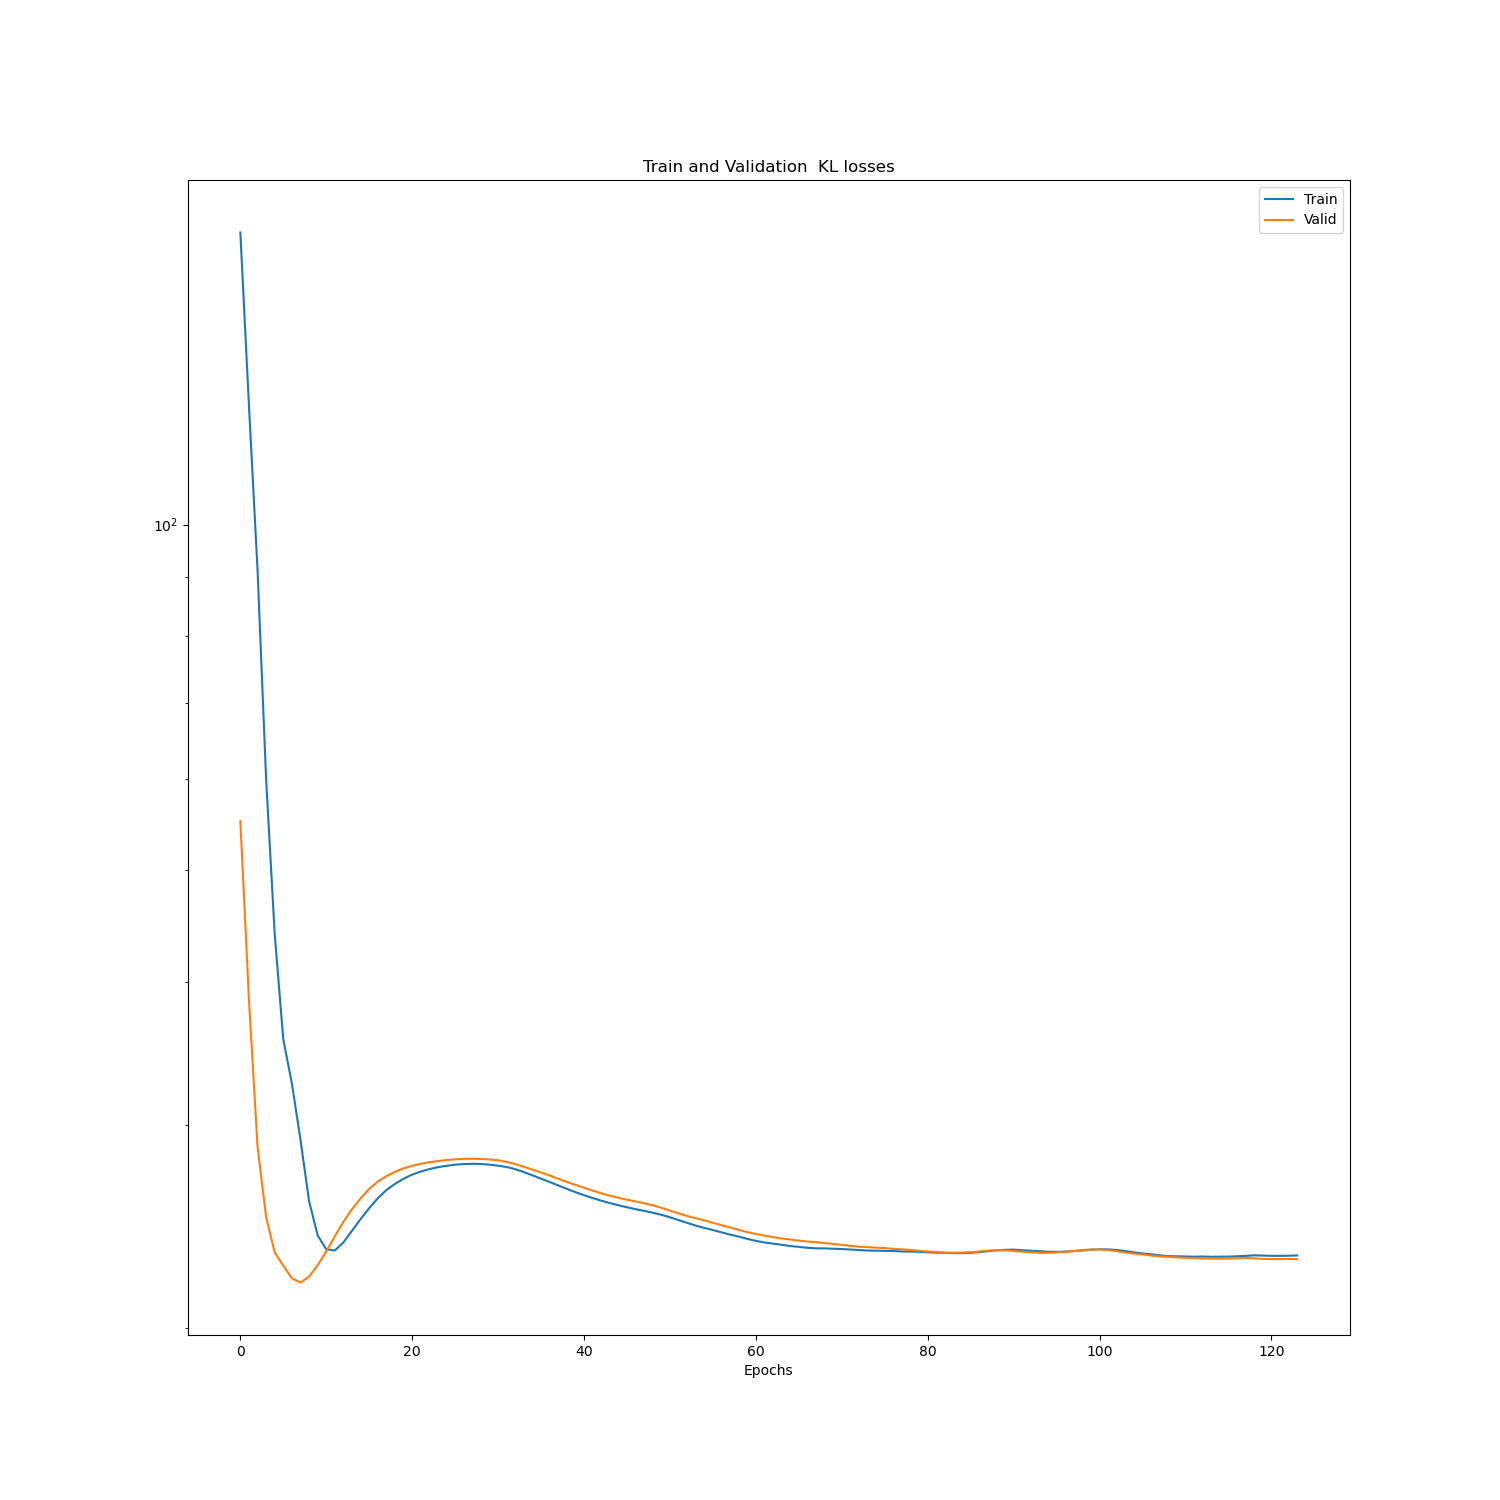 Train and Validation  KL losses
Train
Valid
10²
0 20 40 60 80 100 120
Epochs